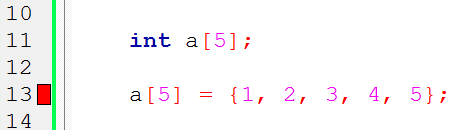 10
11 int a[5];
12
13 a[5] = {1, 2, 3, 4, 5};
14